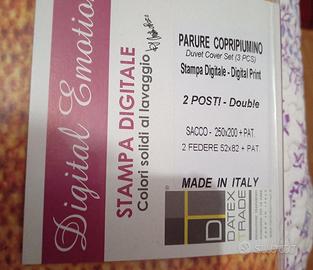 Digital Emotio
STAMPA DIGITALE
Colori solidi al lavaggio
PARURE COPRIPIUMINO
Duvet Cover Set (3 PCS)
Stampa Digitale - Digital Print
2 POSTI - Double
SACCO - 250x200 + PAT.
2 FEDERE 52x82 + PAT.
MADE IN ITALY
DATEX
TRADE